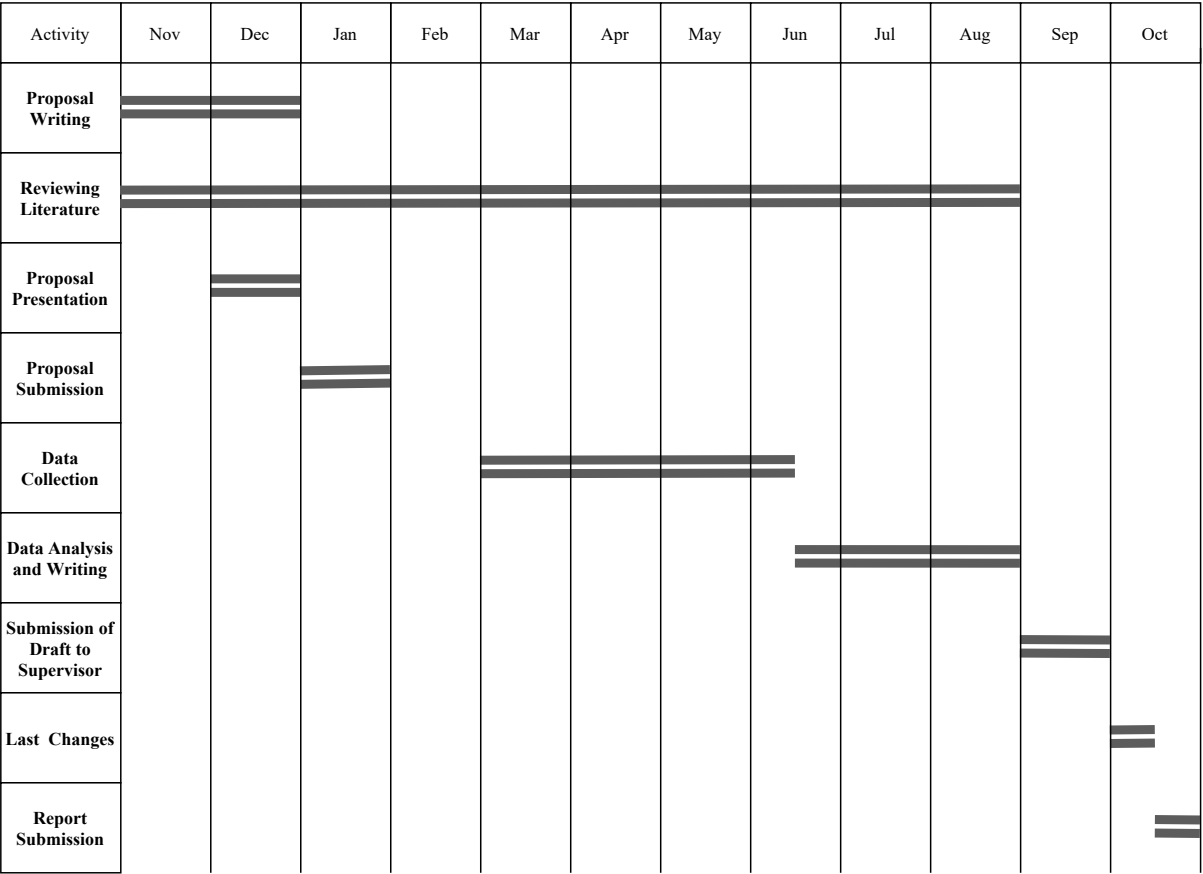 Activity Nov Dec Jan Feb Mar Apr May Jun Jul Aug Sep Oct
Proposal
Writing
Reviewing
Literature
Proposal
Presentation
Proposal
Submission
Data
Collection
Data Analysis
and Writing
Submission of
Draft to
Supervisor
Last Changes
Report
Submission